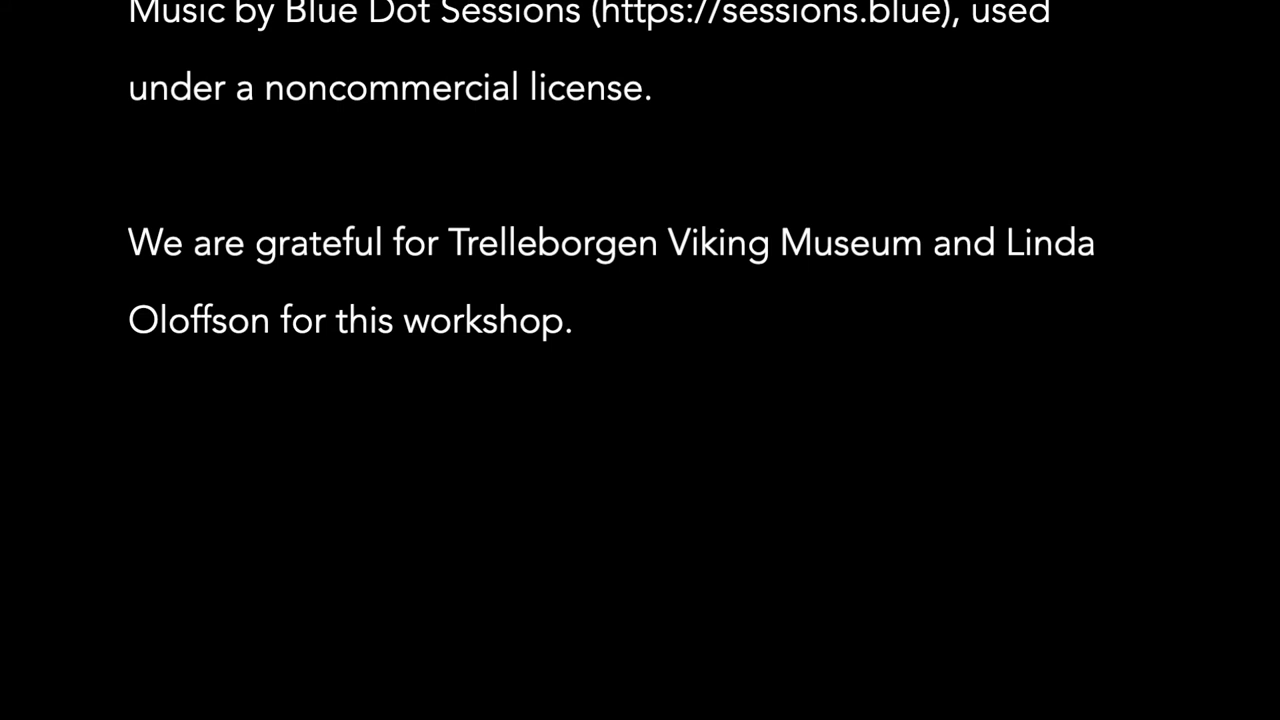 Music by Blue Dot Sessions (https://sessions.blue), used
under a noncommercial license.
We are grateful for Trelleborgen Viking Museum and Linda
Oloffson for this workshop.